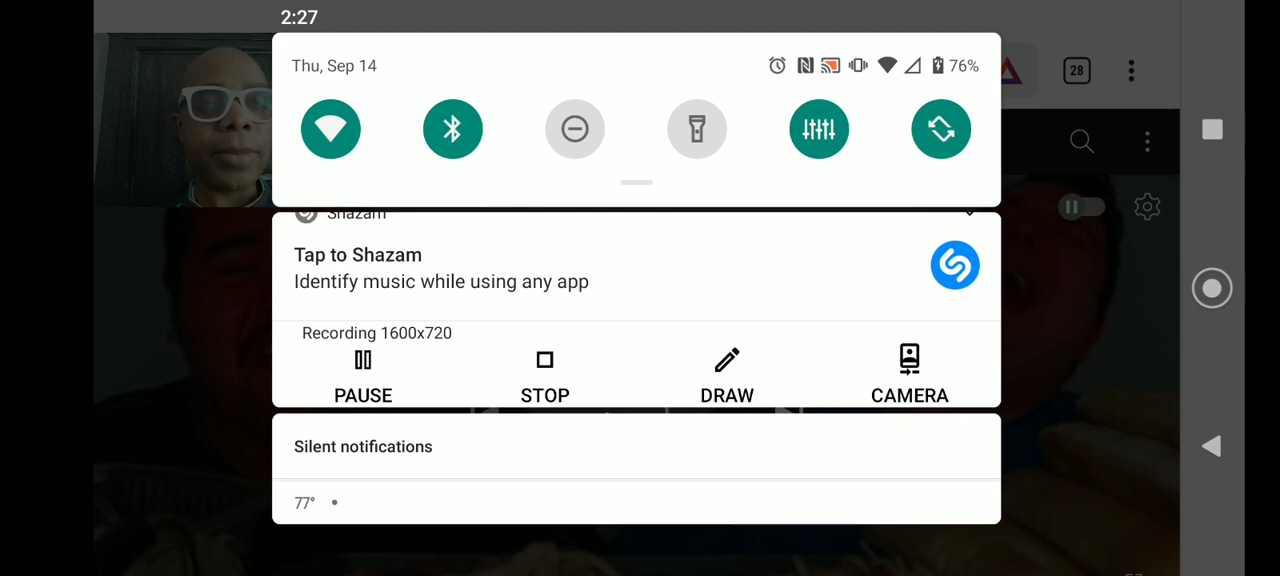 2:27
Thu, Sep 14
76%
28
Shazam
Tap to Shazam
Identify music while using any app
Recording 1600x720
PAUSE
STOP
DRAW
CAMERA
Silent notifications
77°